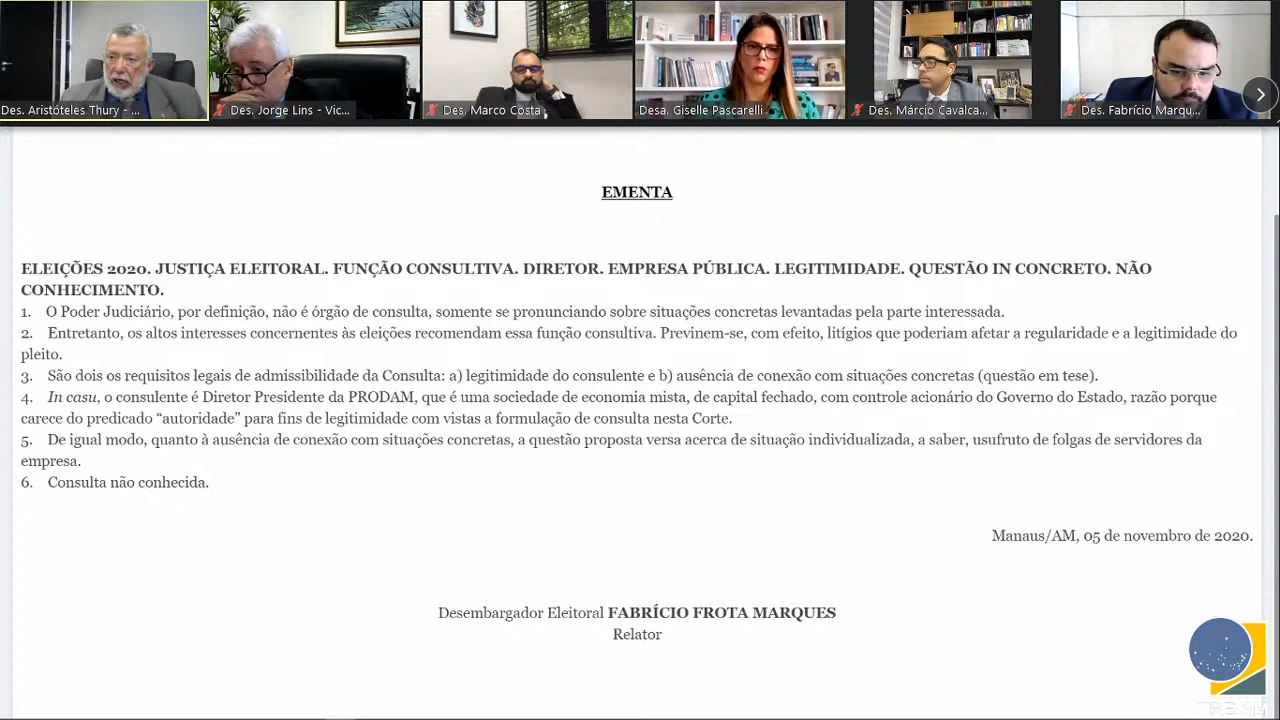 Des. Aristóteles Thury - ...
Des. Jorge Lins - Vic...
Des. Marco Costa
Desa. Giselle Pascarelli
Des. Márcio Cavalca...
Des. Fabrício Marqu...
EMENTA
ELEIÇÕES 2020. JUSTIÇA ELEITORAL. FUNÇÃO CONSULTIVA. DIRETOR. EMPRESA PÚBLICA. LEGITIMIDADE. QUESTÃO IN CONCRETO. NÃO
CONHECIMENTO.
1. O Poder Judiciário, por definição, não é órgão de consulta, somente se pronunciando sobre situações concretas levantadas pela parte interessada.
2. Entretanto, os altos interesses concernentes às eleições recomendam essa função consultiva. Previnem-se, com efeito, litígios que poderiam afetar a regularidade e a legitimidade do
pleito.
3. São dois os requisitos legais de admissibilidade da Consulta: a) legitimidade do consulente e b) ausência de conexão com situações concretas (questão em tese).
4. In casu, o consulente é Diretor Presidente da PRODAM, que é uma sociedade de economia mista, de capital fechado, com controle acionário do Governo do Estado, razão porque
carece do predicado “autoridade” para fins de legitimidade com vistas a formulação de consulta nesta Corte.
5. De igual modo, quanto à ausência de conexão com situações concretas, a questão proposta versa acerca de situação individualizada, a saber, usufruto de folgas de servidores da
empresa.
6. Consulta não conhecida.
Manaus/AM, 05 de novembro de 2020.
Desembargador Eleitoral FABRÍCIO FROTA MARQUES
Relator
TRE-AM